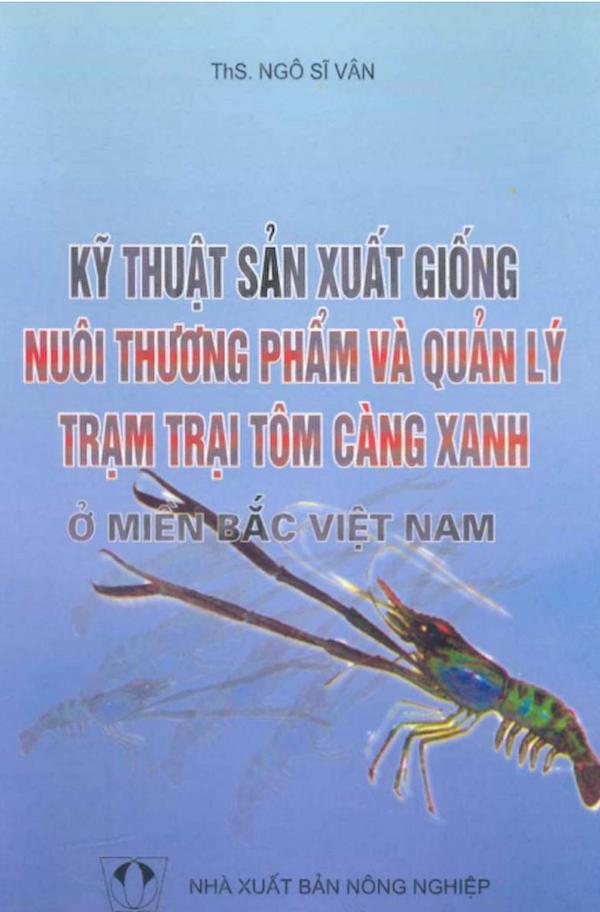 ThS. NGÔ SĨ VÂN
KỸ THUẬT SẢN XUẤT GIỐNG
NUÔI THƯƠNG PHẨM VÀ QUẢN LÝ
TRẠM TRẠI TÔM CÀNG XANH
Ở MIỀN BẮC VIỆT NAM
NHÀ XUẤT BẢN NÔNG NGHIỆP